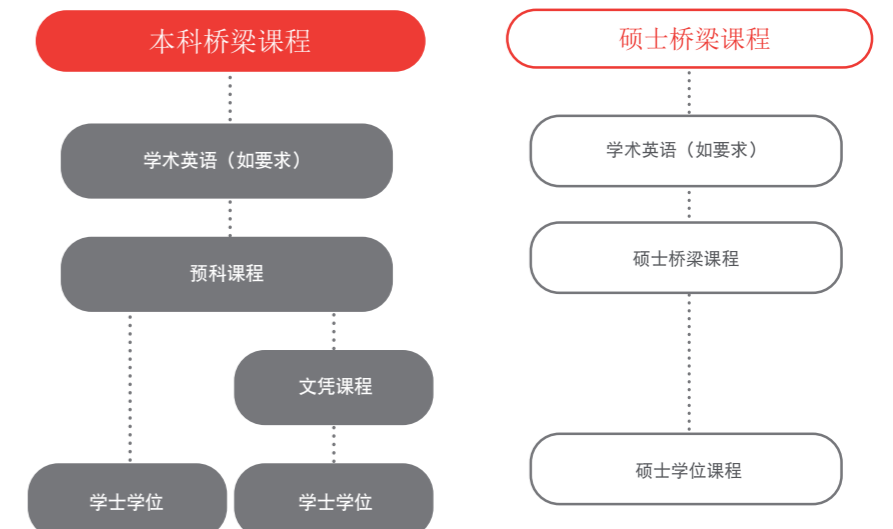 本科桥梁课程
学术英语（如要求）
预科课程
文凭课程
学士学位
学士学位
硕士桥梁课程
学术英语（如要求）
硕士桥梁课程
硕士学位课程